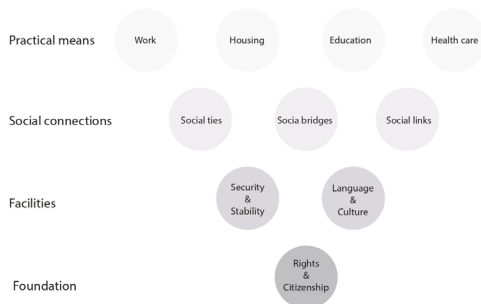 Practical means
Work
Housing
Education
Health care
Social connections
Social ties
Socia bridges
Social links
Facilities
Security
&
Stability
Language
&
Culture
Foundation
Rights
&
Citizenship